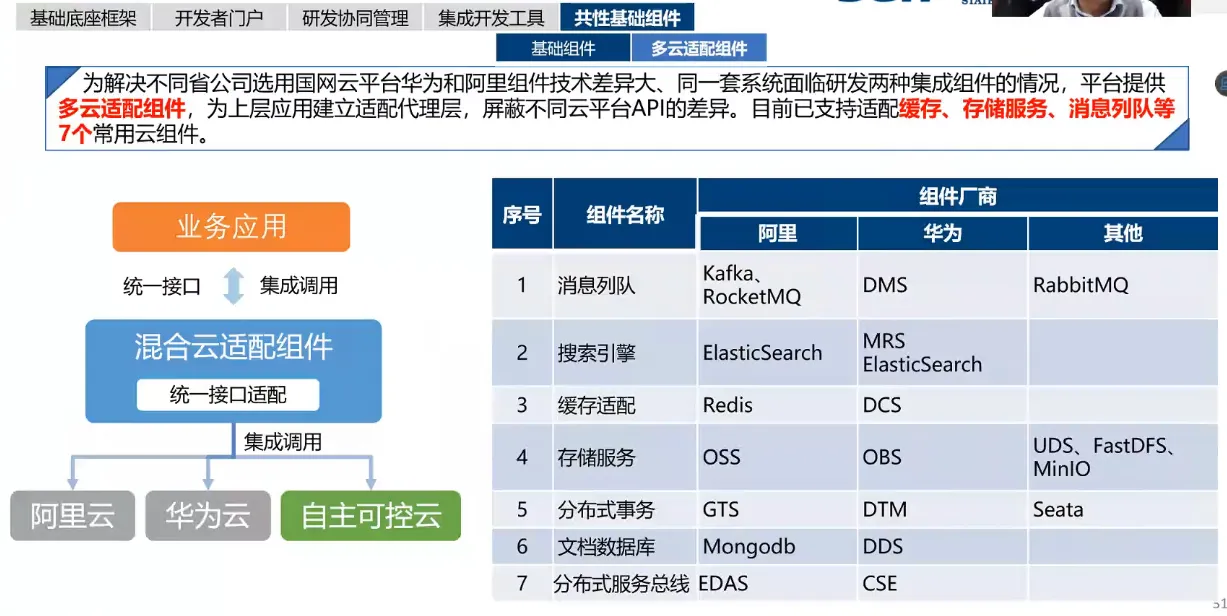 基础底座框架 开发者门户 研发协同管理 集成开发工具 共性基础组件
基础组件 多云适配组件
为解决不同省公司选用国网云平台华为和阿里组件技术差异大、同一套系统面临研发两种集成组件的情况，平台提供
多云适配组件，为上层应用建立适配代理层，屏蔽不同云平台API的差异。目前已支持适配缓存、存储服务、消息列队等
7个常用云组件。
业务应用
统一接口 集成调用
混合云适配组件
统一接口适配
集成调用
阿里云 华为云 自主可控云
序号 组件名称 组件厂商
阿里 华为 其他
1 消息列队 Kafka、
RocketMQ DMS RabbitMQ
2 搜索引擎 ElasticSearch MRS
ElasticSearch
3 缓存适配 Redis DCS
4 存储服务 OSS OBS UDS、FastDFS、
MinIO
5 分布式事务 GTS DTM Seata
6 文档数据库 Mongodb DDS
7 分布式服务总线 EDAS CSE